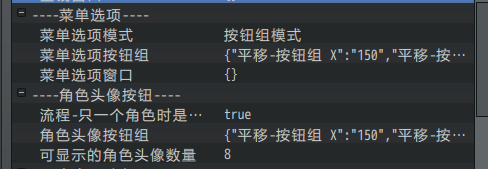 ----菜单选项----
菜单选项模式 按钮组模式
菜单选项按钮组 {"平移-按钮组 X":"150","平移-按…
菜单选项窗口 {}
----角色头像按钮----
流程-只一个角色时是… true
角色头像按钮组 {"平移-按钮组 X":"150","平移-按…
可显示的角色头像数量 8